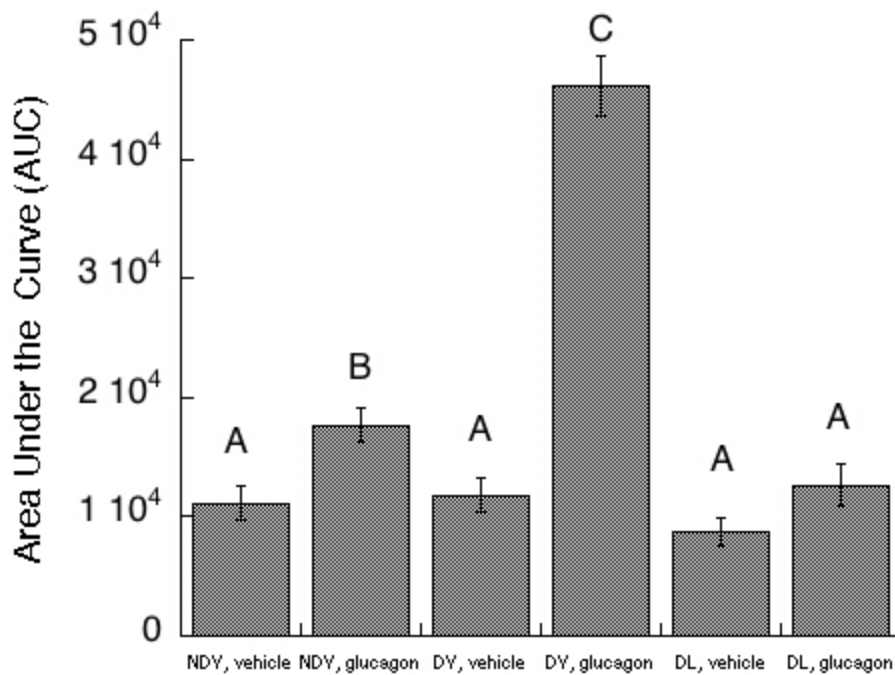 Area Under the Curve (AUC)
5 10⁴
4 10⁴
3 10⁴
2 10⁴
1 10⁴
0
A
B
A
C
A
A
NDY, vehicle
NDY, glucagon
DY, vehicle
DY, glucagon
DL, vehicle
DL, glucagon